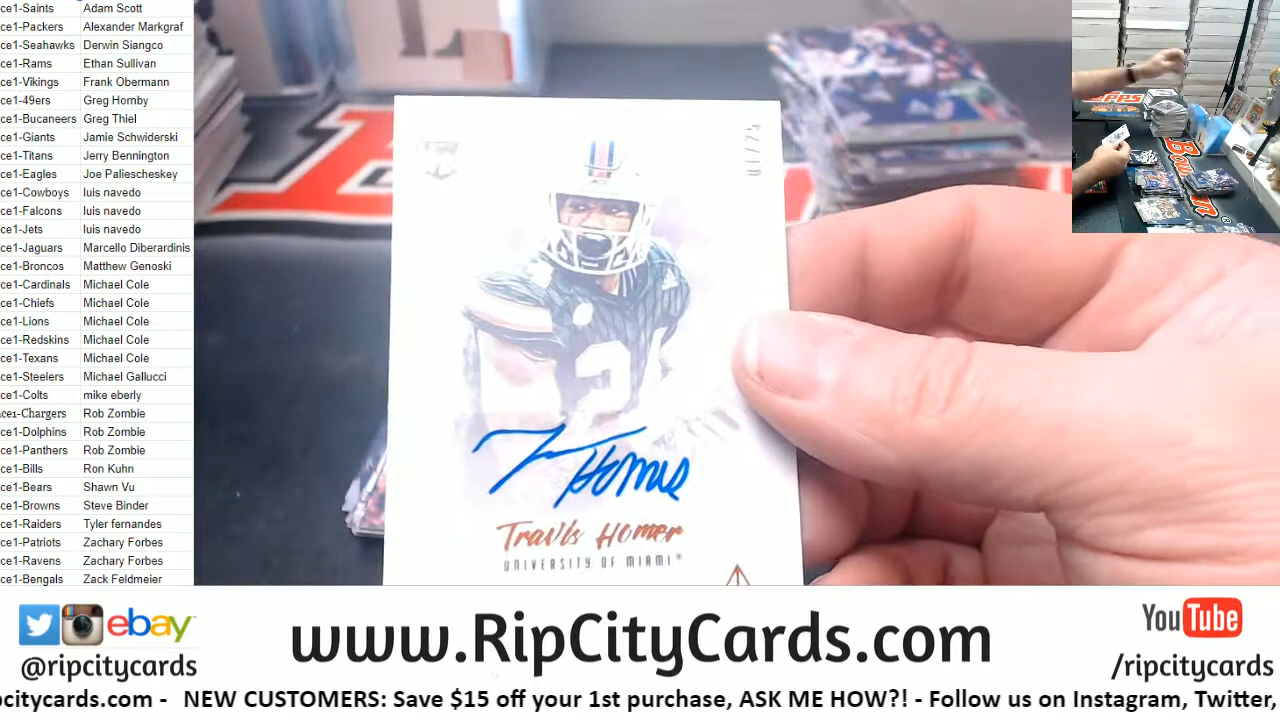 ce1-Saints Adam Scott
ce1-Packers Alexander Markgraf
ce1-Seahawks Derwin Siangco
ce1-Rams Ethan Sullivan
ce1-Vikings Frank Obermann
ce1-49ers Greg Hornby
ce1-Bucaneers Greg Thiel
ce1-Giants Jamie Schwiderski
ce1-Titans Jerry Bennington
ce1-Eagles Joe Paliescheskey
ce1-Cowboys luis navedo
ce1-Falcons luis navedo
ce1-Jets luis navedo
ce1-Jaguars Marcello Diberardinis
ce1-Broncos Matthew Genoski
ce1-Cardinals Michael Cole
ce1-Chiefs Michael Cole
ce1-Lions Michael Cole
ce1-Redskins Michael Cole
ce1-Texans Michael Cole
ce1-Steelers Michael Gallucci
ce1-Colts mike eberly
ace1-Chargers Rob Zombie
ce1-Dolphins Rob Zombie
ce1-Panthers Rob Zombie
ce1-Bills Ron Kuhn
ce1-Bears Shawn Vu
ce1-Browns Steve Binder
ce1-Raiders Tyler fernandes
ce1-Patriots Zachary Forbes
ce1-Ravens Zachary Forbes
ce1-Bengals Zack Feldmeier
T Homer
Travis Homer
UNIVERSITY OF MIAMI®
ebay
@ripcitycards
www.RipCityCards.com
YouTube
/ripcitycards
pcitycards.com - NEW CUSTOMERS: Save $15 off your 1st purchase, ASK ME HOW?! - Follow us on Instagram, Twitter,